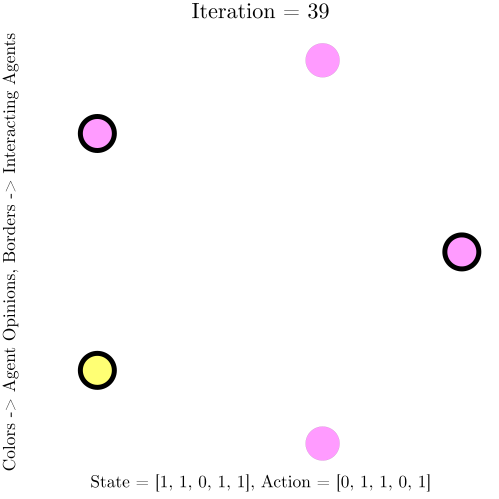 Iteration = 39
Colors -> Agent Opinions, Borders -> Interacting Agents
State = [1, 1, 0, 1, 1], Action = [0, 1, 1, 0, 1]